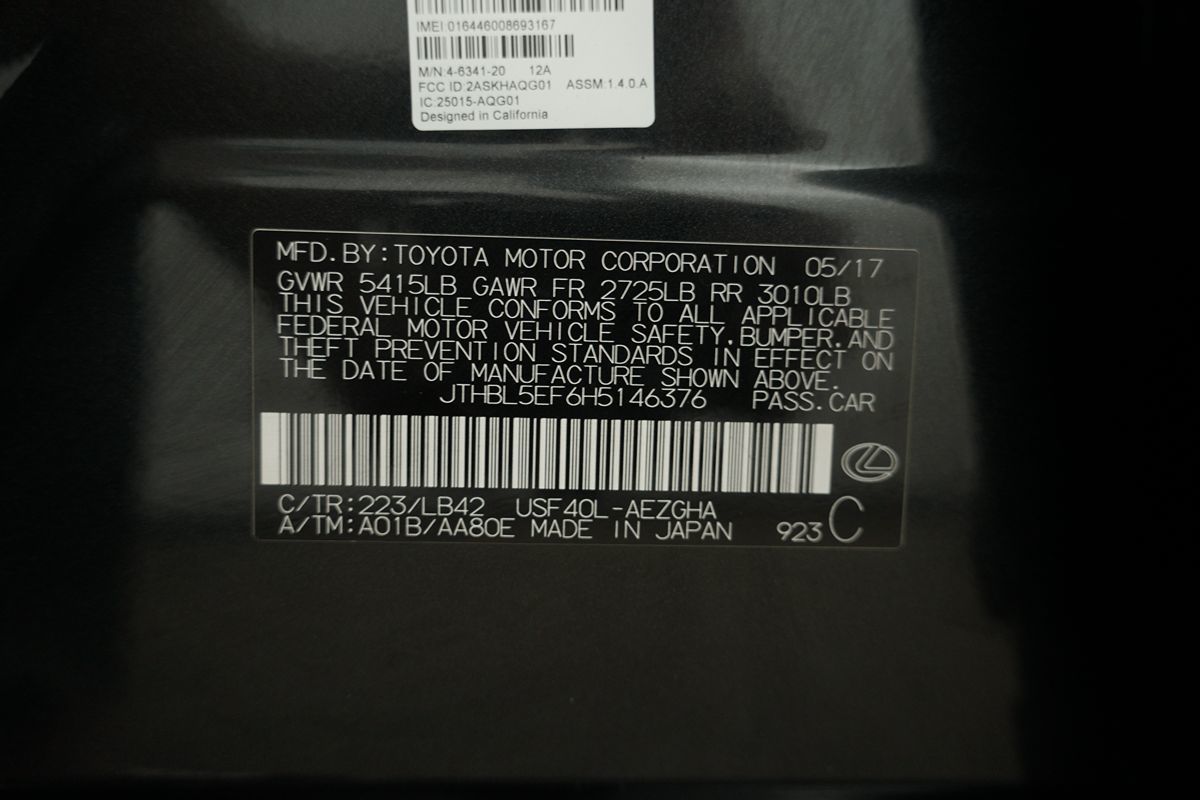 IMEI:016446008693167
M/N:4-6341-20 12A
FCC ID:2ASKHAQG01 ASSM:1.4.0.A
IC:25015-AQG01
Designed in California
MFD.BY:TOYOTA MOTOR CORPORATION 05/17
GVWR 5415LB GAWR FR 2725LB RR 3010LB
THIS VEHICLE CONFORMS TO ALL APPLICABLE
FEDERAL MOTOR VEHICLE SAFETY.BUMPER.AND
THEFT PREVENTION STANDARDS IN EFFECT ON
THE DATE OF MANUFACTURE SHOWN ABOVE.
JTHBL5EF6H5146376 PASS.CAR
C/TR:223/LB42 USF40L-AEZGHA
A/TM:A01B/AA80E MADE IN JAPAN 923 C